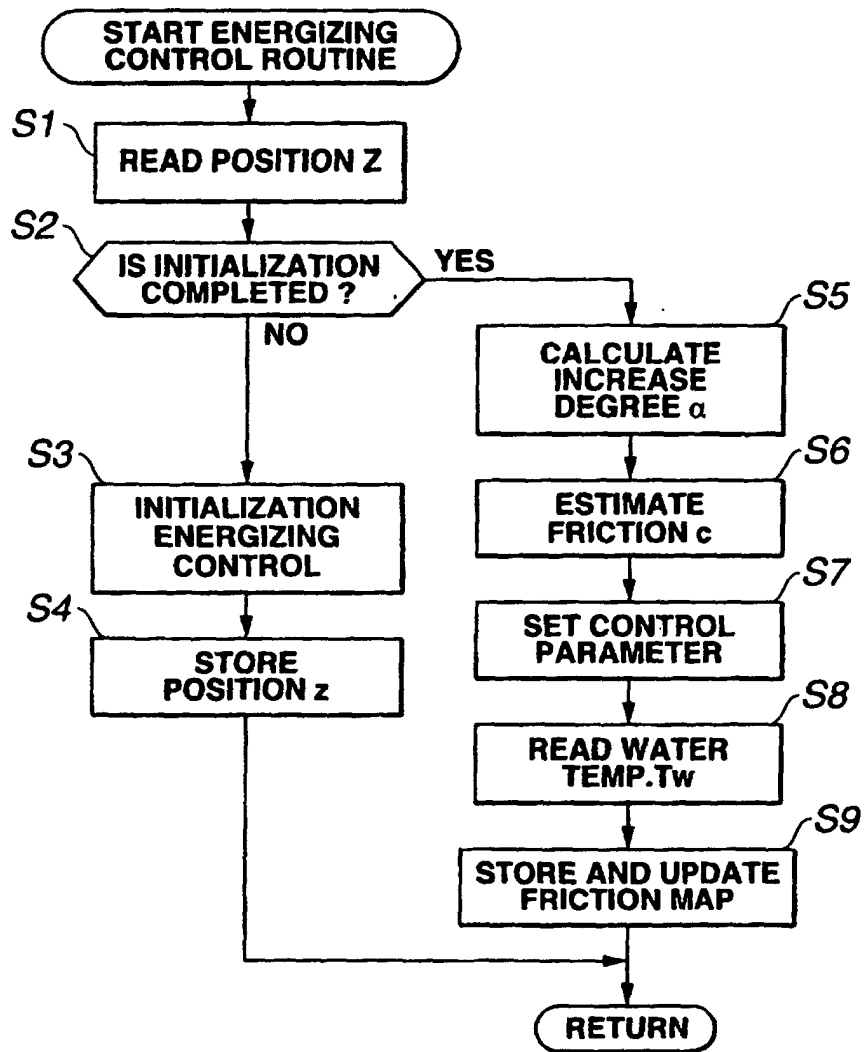 START ENERGIZING
CONTROL ROUTINE
S1
READ POSITION Z
S2
IS INITIALIZATION
COMPLETED ?
YES
NO
S3
INITIALIZATION
ENERGIZING
CONTROL
S4
STORE
POSITION z
S5
CALCULATE
INCREASE
DEGREE α
S6
ESTIMATE
FRICTION c
S7
SET CONTROL
PARAMETER
S8
READ WATER
TEMP.Tw
S9
STORE AND UPDATE
FRICTION MAP
RETURN